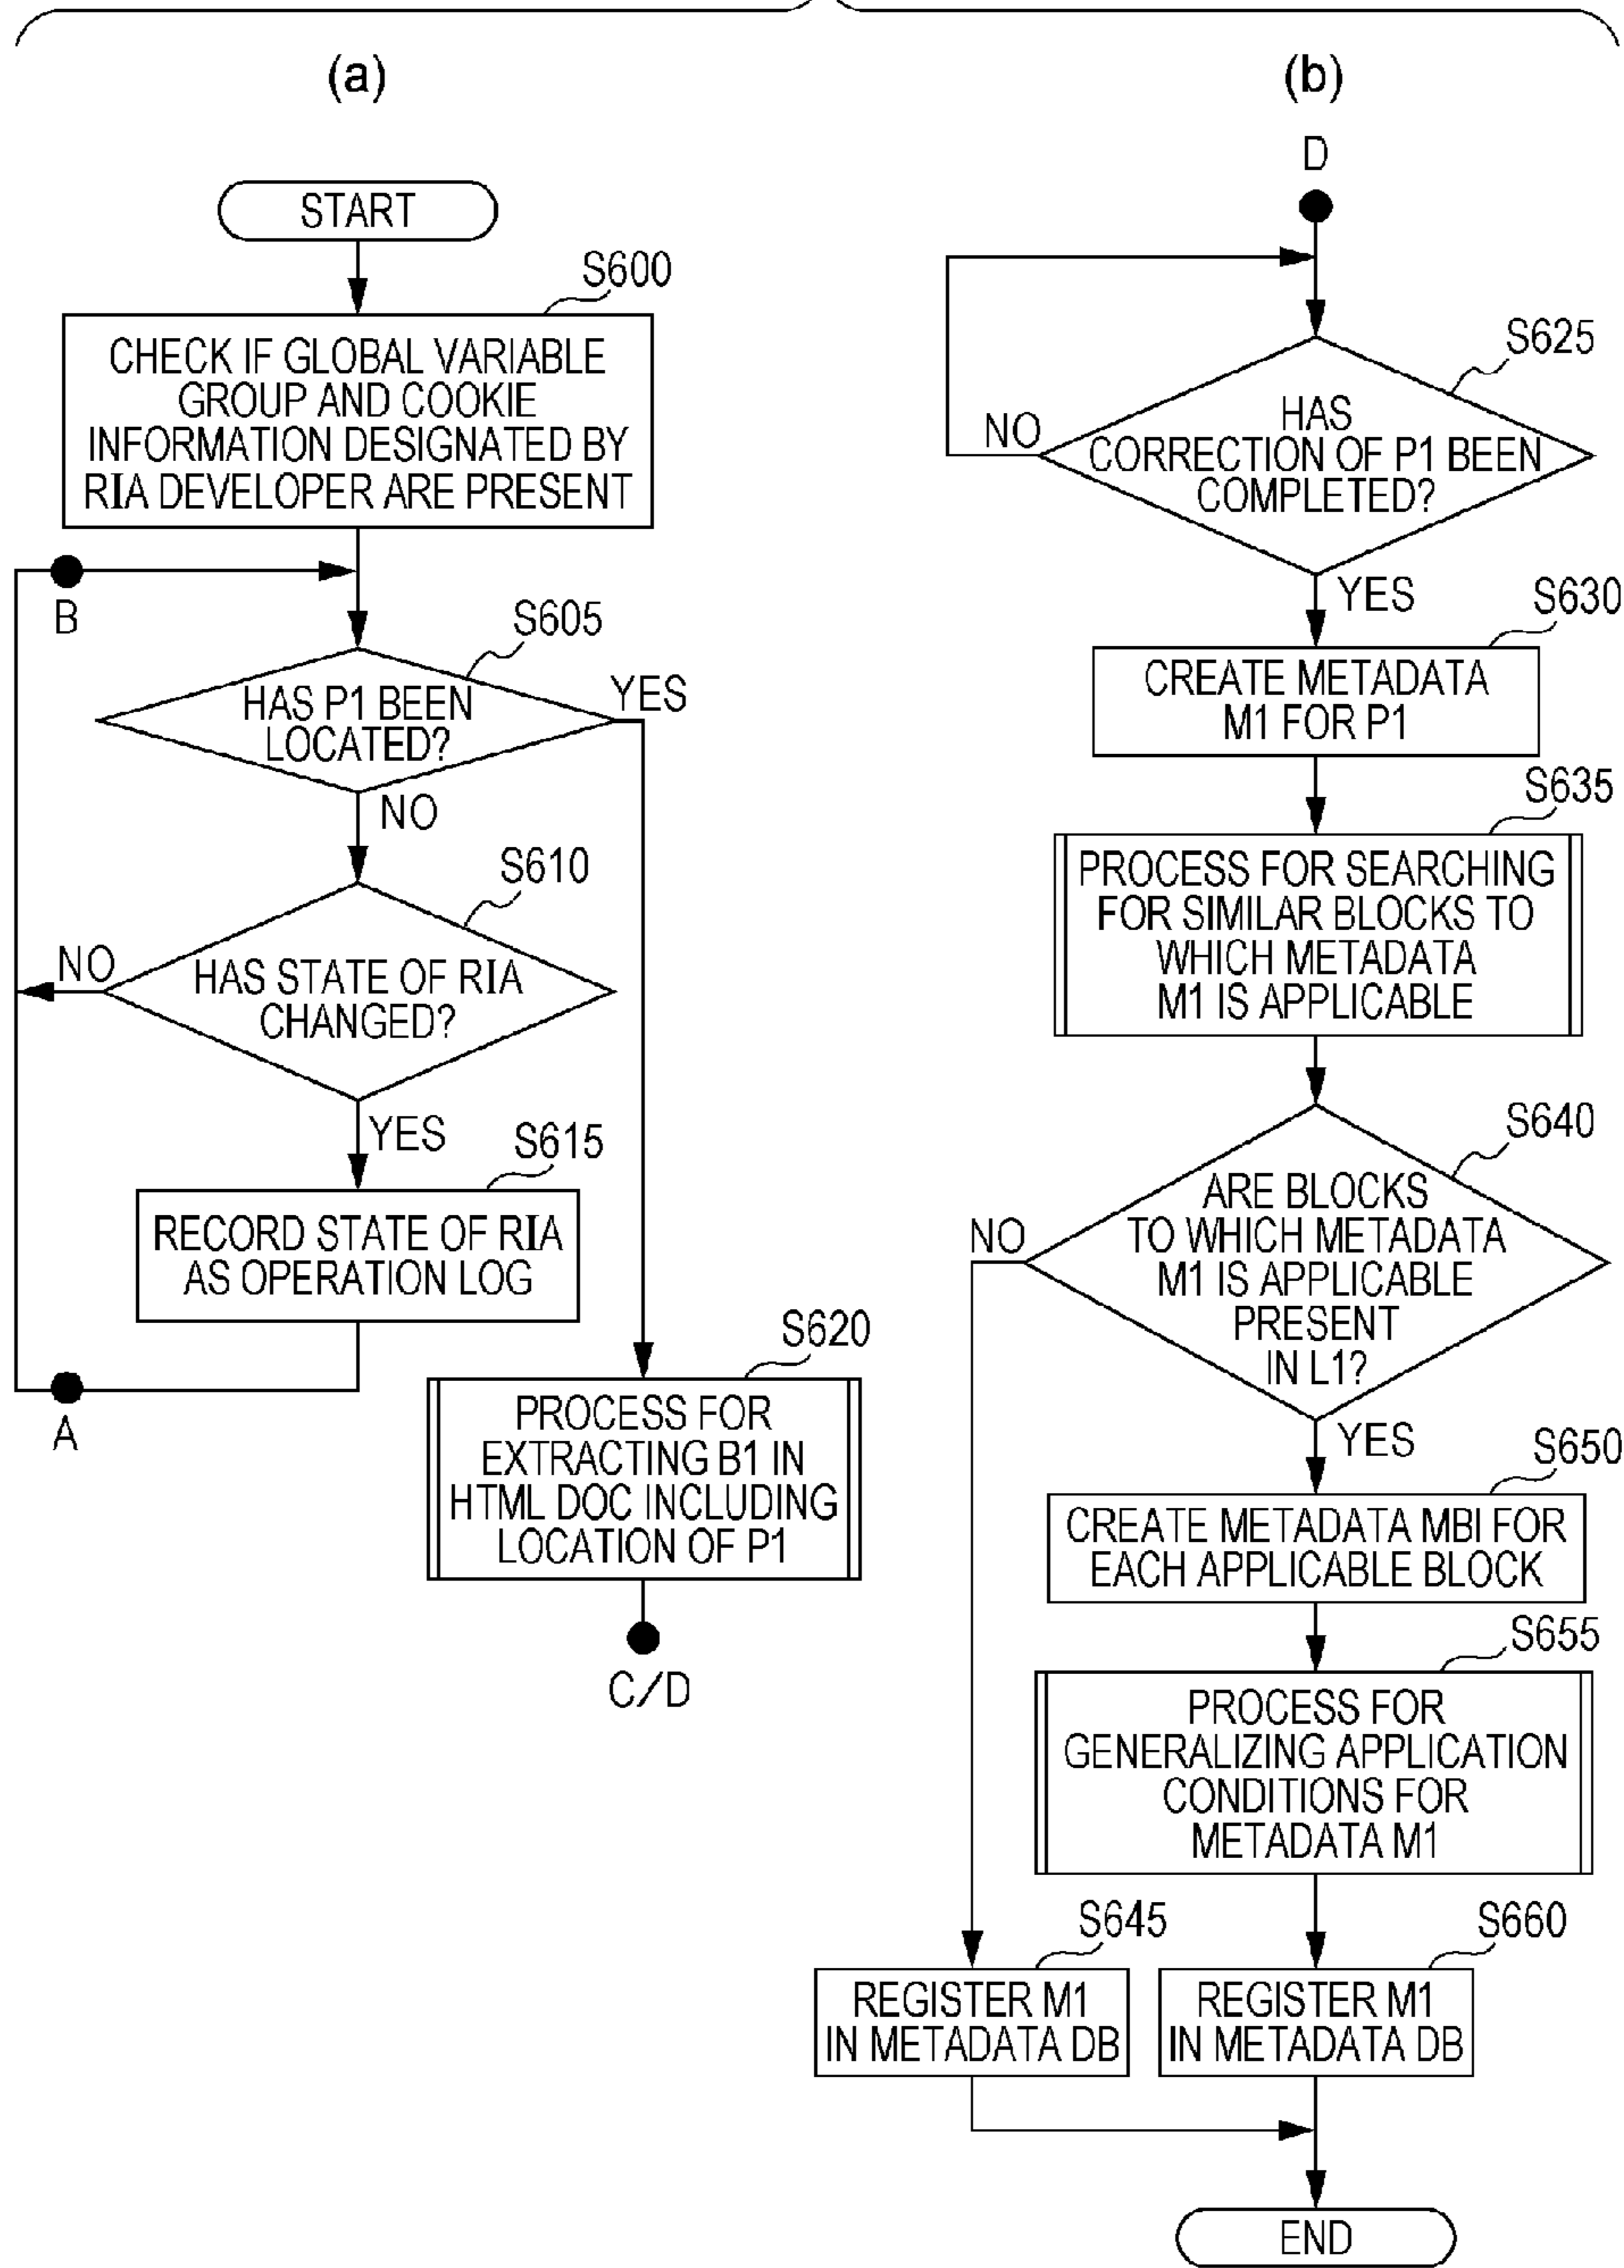 (a)
START
S600
CHECK IF GLOBAL VARIABLE
GROUP AND COOKIE
INFORMATION DESIGNATED BY
RIA DEVELOPER ARE PRESENT
B
S605
HAS P1 BEEN
LOCATED?
YES
NO
S610
HAS STATE OF RIA
CHANGED?
NO
YES
S615
RECORD STATE OF RIA
AS OPERATION LOG
A
S620
PROCESS FOR
EXTRACTING B1 IN
HTML DOC INCLUDING
LOCATION OF P1
C/D
(b)
D
S625
HAS
CORRECTION OF P1 BEEN
COMPLETED?
NO
YES
S630
CREATE METADATA
M1 FOR P1
S635
PROCESS FOR SEARCHING
FOR SIMILAR BLOCKS TO
WHICH METADATA
M1 IS APPLICABLE
S640
ARE BLOCKS
TO WHICH METADATA
M1 IS APPLICABLE
PRESENT
IN L1?
NO
YES
S650
CREATE METADATA MBI FOR
EACH APPLICABLE BLOCK
S655
PROCESS FOR
GENERALIZING APPLICATION
CONDITIONS FOR
METADATA M1
S645
REGISTER M1
IN METADATA DB
S660
REGISTER M1
IN METADATA DB
END